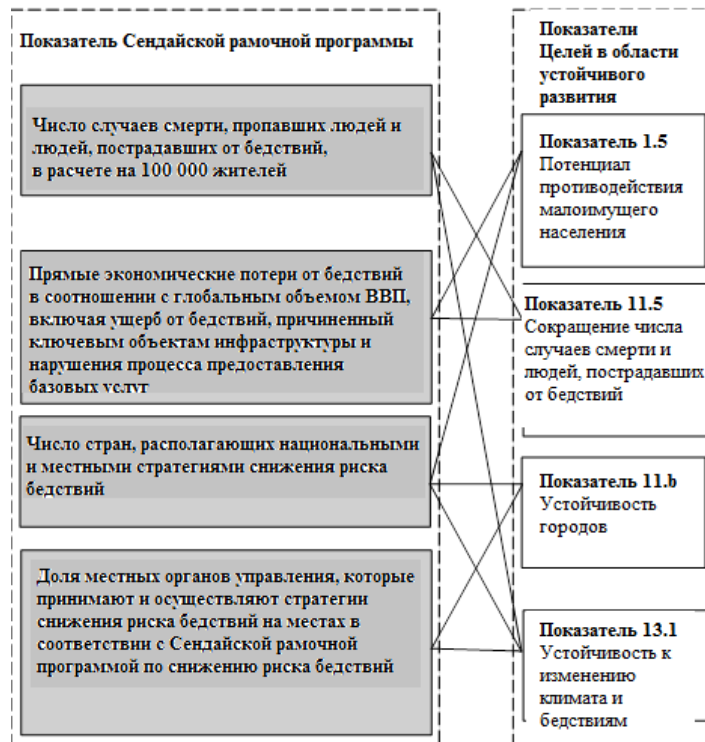 Показатель Сендайской рамочной программы
Число случаев смерти, пропавших людей и
людей, пострадавших от бедствий,
в расчете на 100 000 жителей
Прямые экономические потери от бедствий
в соотношении с глобальным объемом ВВП,
включая ущерб от бедствий, причиненный
ключевым объектам инфраструктуры и
нарушения процесса предоставления
базовых услуг
Число стран, располагающих национальными
и местными стратегиями снижения риска
бедствий
Доля местных органов управления, которые
принимают и осуществляют стратегии
снижения риска бедствий на местах в
соответствии с Сендайской рамочной
программой по снижению риска бедствий
Показатели
Целей в области
устойчивого
развития
Показатель 1.5
Потенциал
противодействия
малоимущего
населения
Показатель 11.5
Сокращение числа
случаев смерти и
людей, пострадавших
от бедствий
Показатель 11.b
Устойчивость
городов
Показатель 13.1
Устойчивость к
изменению
климата и
бедствиям